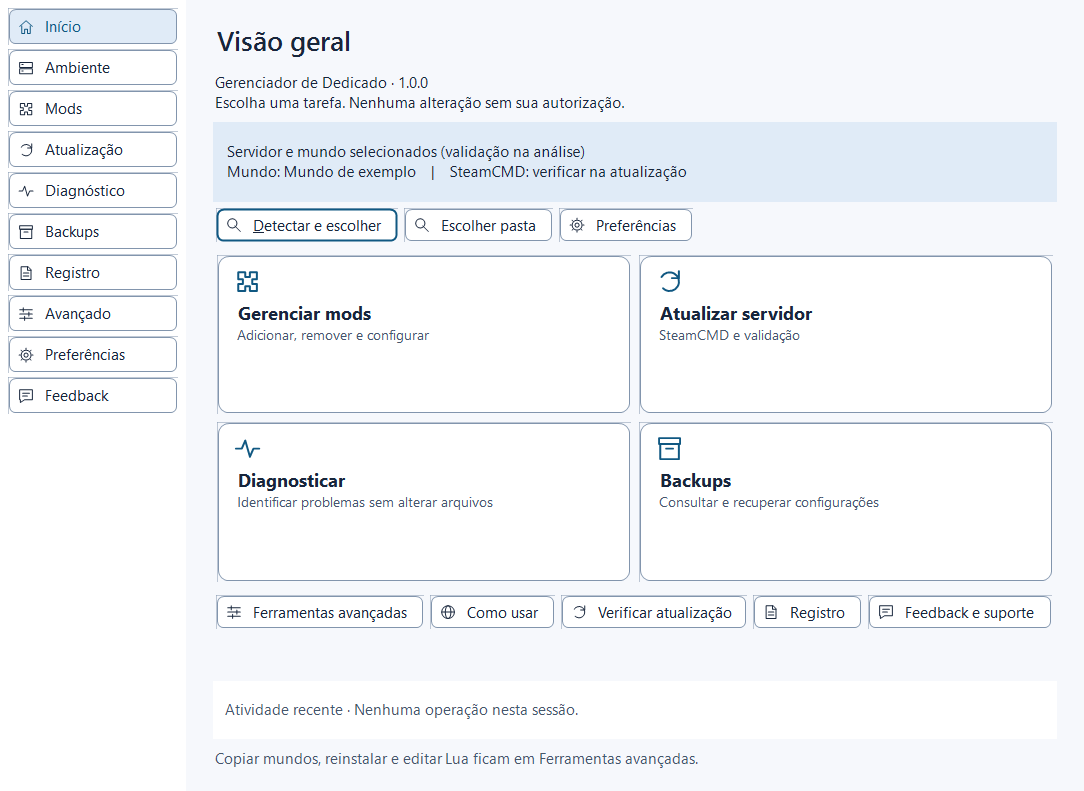 Início
Ambiente
Mods
Atualização
Diagnóstico
Backups
Registro
Avançado
Preferências
Feedback
Visão geral
Gerenciador de Dedicado · 1.0.0
Escolha uma tarefa. Nenhuma alteração sem sua autorização.
Servidor e mundo selecionados (validação na análise)
Mundo: Mundo de exemplo | SteamCMD: verificar na atualização
Detectar e escolher
Escolher pasta
Preferências
Gerenciar mods
Adicionar, remover e configurar
Atualizar servidor
SteamCMD e validação
Diagnosticar
Identificar problemas sem alterar arquivos
Backups
Consultar e recuperar configurações
Ferramentas avançadas
Como usar
Verificar atualização
Registro
Feedback e suporte
Atividade recente · Nenhuma operação nesta sessão.
Copiar mundos, reinstalar e editar Lua ficam em Ferramentas avançadas.